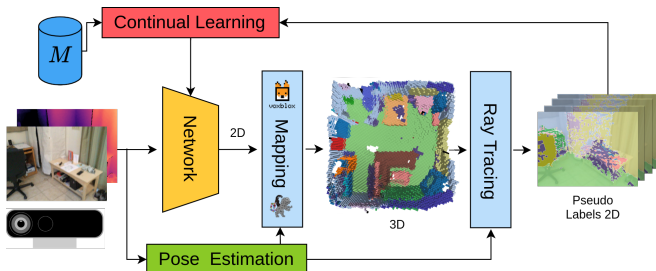 M
Continual Learning
Network
2D
voxblox
Mapping
3D
Ray Tracing
Pseudo
Labels 2D
Pose Estimation